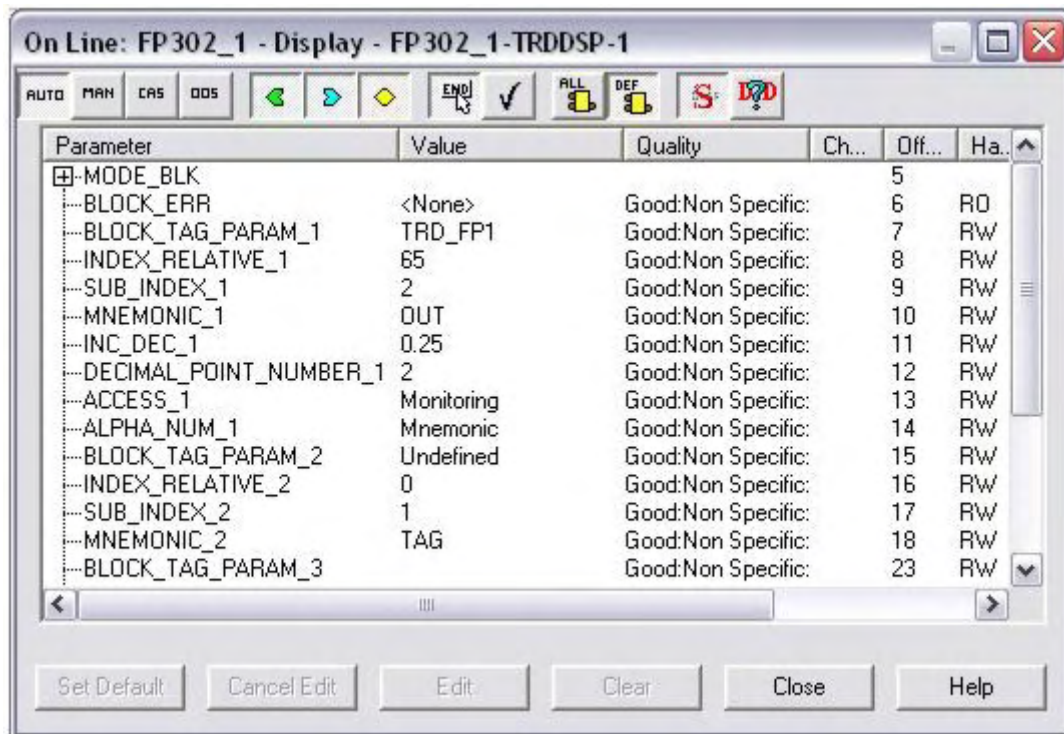 On Line: FP302_1 - Display - FP302_1-TRDDSP-1
AUTO MAN CAS OOS END ALL DEF S D?D
Parameter Value Quality Ch... Off... Ha..
MODE_BLK 5
BLOCK_ERR <None> Good:Non Specific: 6 RO
BLOCK_TAG_PARAM_1 TRD_FP1 Good:Non Specific: 7 RW
INDEX_RELATIVE_1 65 Good:Non Specific: 8 RW
SUB_INDEX_1 2 Good:Non Specific: 9 RW
MNEMONIC_1 OUT Good:Non Specific: 10 RW
INC_DEC_1 0.25 Good:Non Specific: 11 RW
DECIMAL_POINT_NUMBER_1 2 Good:Non Specific: 12 RW
ACCESS_1 Monitoring Good:Non Specific: 13 RW
ALPHA_NUM_1 Mnemonic Good:Non Specific: 14 RW
BLOCK_TAG_PARAM_2 Undefined Good:Non Specific: 15 RW
INDEX_RELATIVE_2 0 Good:Non Specific: 16 RW
SUB_INDEX_2 1 Good:Non Specific: 17 RW
MNEMONIC_2 TAG Good:Non Specific: 18 RW
BLOCK_TAG_PARAM_3 Good:Non Specific: 23 RW
Set Default Cancel Edit Edit Clear Close Help